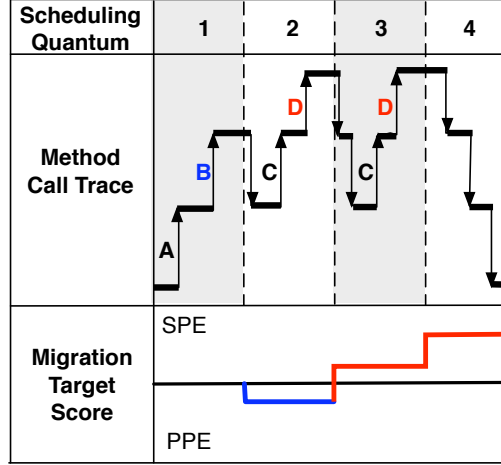 Scheduling
Quantum
1
2
3
4
Method
Call Trace
A
B
C
D
C
D
Migration
Target
Score
SPE
PPE